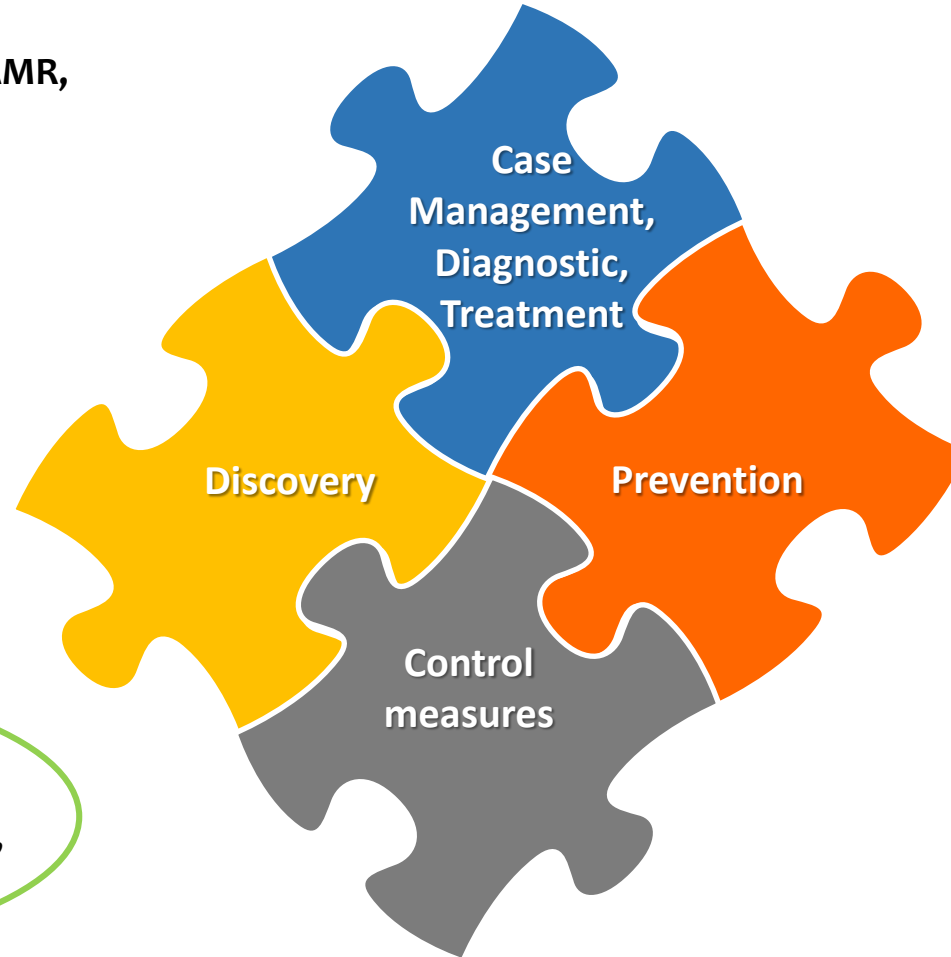 AMR,
Case
Management,
Diagnostic,
Treatment
Discovery
Prevention
Control
measures
,